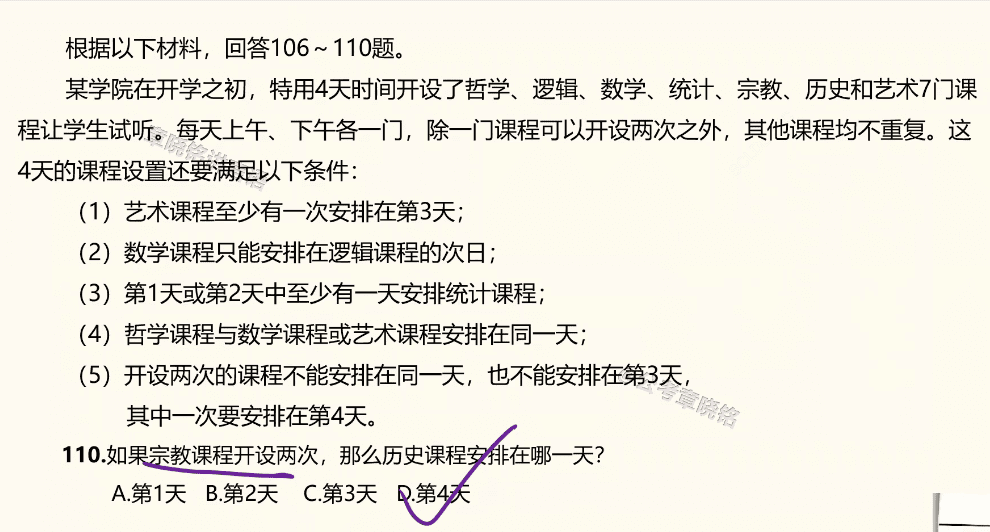 根据以下材料，回答106～110题。
某学院在开学之初，特用4天时间开设了哲学、逻辑、数学、统计、宗教、历史和艺术7门课
程让学生试听。每天上午、下午各一门，除一门课程可以开设两次之外，其他课程均不重复。这
4天的课程设置还要满足以下条件：
（1）艺术课程至少有一次安排在第3天；
（2）数学课程只能安排在逻辑课程的次日；
（3）第1天或第2天中至少有一天安排统计课程；
（4）哲学课程与数学课程或艺术课程安排在同一天；
（5）开设两次的课程不能安排在同一天，也不能安排在第3天，
其中一次要安排在第4天。
110.如果宗教课程开设两次，那么历史课程安排在哪一天？
A.第1天 B.第2天 C.第3天 D.第4天